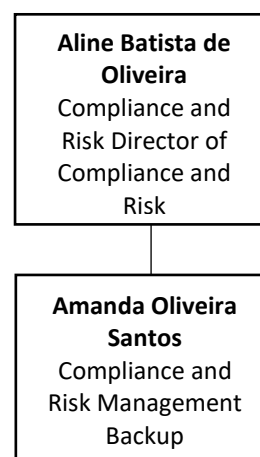 Aline Batista de
Oliveira
Compliance and
Risk Director of
Compliance and
Risk
Amanda Oliveira
Santos
Compliance and
Risk Management
Backup